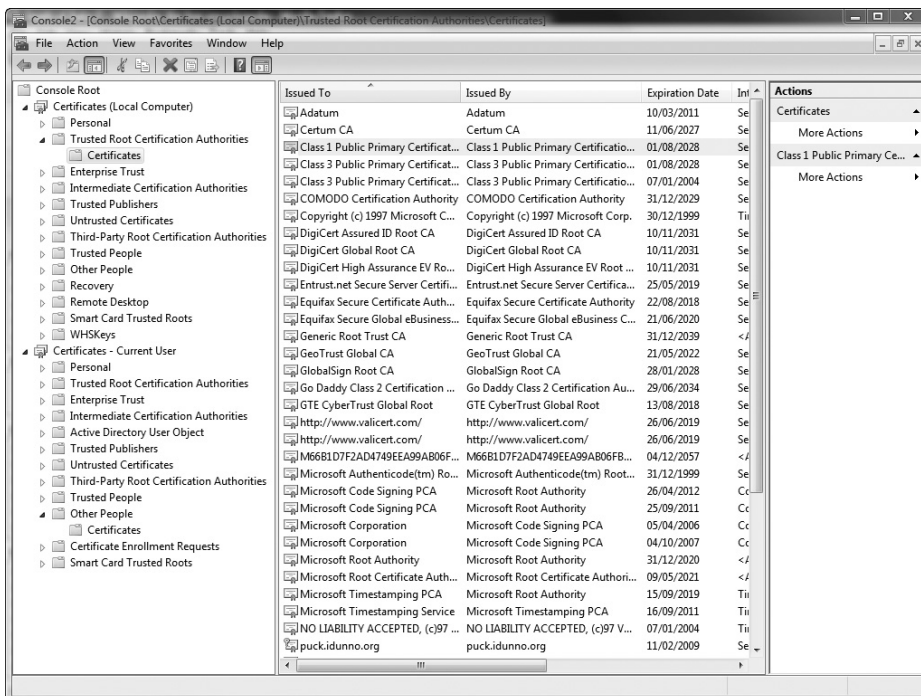 Console2 - [Console Root\Certificates (Local Computer)\Trusted Root Certification Authorities\Certificates]
File Action View Favorites Window Help
Console Root
Certificates (Local Computer)
Personal
Trusted Root Certification Authorities
Certificates
Enterprise Trust
Intermediate Certification Authorities
Trusted Publishers
Untrusted Certificates
Third-Party Root Certification Authorities
Trusted People
Other People
Recovery
Remote Desktop
Smart Card Trusted Roots
WHSKeys
Certificates - Current User
Personal
Trusted Root Certification Authorities
Enterprise Trust
Intermediate Certification Authorities
Active Directory User Object
Trusted Publishers
Untrusted Certificates
Third-Party Root Certification Authorities
Trusted People
Other People
Certificates
Certificate Enrollment Requests
Smart Card Trusted Roots
Issued To Issued By Expiration Date Int
Adatum Adatum 10/03/2011 Se
Certum CA Certum CA 11/06/2027 Se
Class 1 Public Primary Certificat... Class 1 Public Primary Certificatio... 01/08/2028 Se
Class 3 Public Primary Certificat... Class 3 Public Primary Certificatio... 01/08/2028 Se
Class 3 Public Primary Certificat... Class 3 Public Primary Certificatio... 07/01/2004 Se
COMODO Certification Authority COMODO Certification Authority 31/12/2029 Se
Copyright (c) 1997 Microsoft C... Copyright (c) 1997 Microsoft Corp. 30/12/1999 Ti
DigiCert Assured ID Root CA DigiCert Assured ID Root CA 10/11/2031 Se
DigiCert Global Root CA DigiCert Global Root CA 10/11/2031 Se
DigiCert High Assurance EV Ro... DigiCert High Assurance EV Root ... 10/11/2031 Se
Entrust.net Secure Server Certifi... Entrust.net Secure Server Certifica... 25/05/2019 Se
Equifax Secure Certificate Auth... Equifax Secure Certificate Authority 22/08/2018 Se
Equifax Secure Global eBusiness... Equifax Secure Global eBusiness C... 21/06/2020 Se
Generic Root Trust CA Generic Root Trust CA 31/12/2039 <A
GeoTrust Global CA GeoTrust Global CA 21/05/2022 Se
GlobalSign Root CA GlobalSign Root CA 28/01/2028 Se
Go Daddy Class 2 Certification ... Go Daddy Class 2 Certification Au... 29/06/2034 Se
GTE CyberTrust Global Root GTE CyberTrust Global Root 13/08/2018 Se
http://www.valicert.com/ http://www.valicert.com/ 26/06/2019 Se
http://www.valicert.com/ http://www.valicert.com/ 26/06/2019 Se
M66B1D7F2AD4749EEA99AB06F... M66B1D7F2AD4749EEA99AB06FB... 04/12/2057 <A
Microsoft Authenticode(tm) Ro... Microsoft Authenticode(tm) Root... 31/12/1999 Se
Microsoft Code Signing PCA Microsoft Root Authority 26/04/2012 Cc
Microsoft Code Signing PCA Microsoft Root Authority 25/09/2011 Cc
Microsoft Corporation Microsoft Code Signing PCA 05/04/2006 Cc
Microsoft Corporation Microsoft Code Signing PCA 04/10/2007 Cc
Microsoft Root Authority Microsoft Root Authority 31/12/2020 <A
Microsoft Root Certificate Auth... Microsoft Root Certificate Authori... 09/05/2021 <A
Microsoft Timestamping PCA Microsoft Root Authority 15/09/2019 Ti
Microsoft Timestamping Service Microsoft Timestamping PCA 16/09/2011 Ti
NO LIABILITY ACCEPTED, (c)97 ... NO LIABILITY ACCEPTED, (c)97 V... 07/01/2004 Ti
puck.idunno.org puck.idunno.org 11/02/2009 Se
Actions
Certificates
More Actions
Class 1 Public Primary Ce...
More Actions